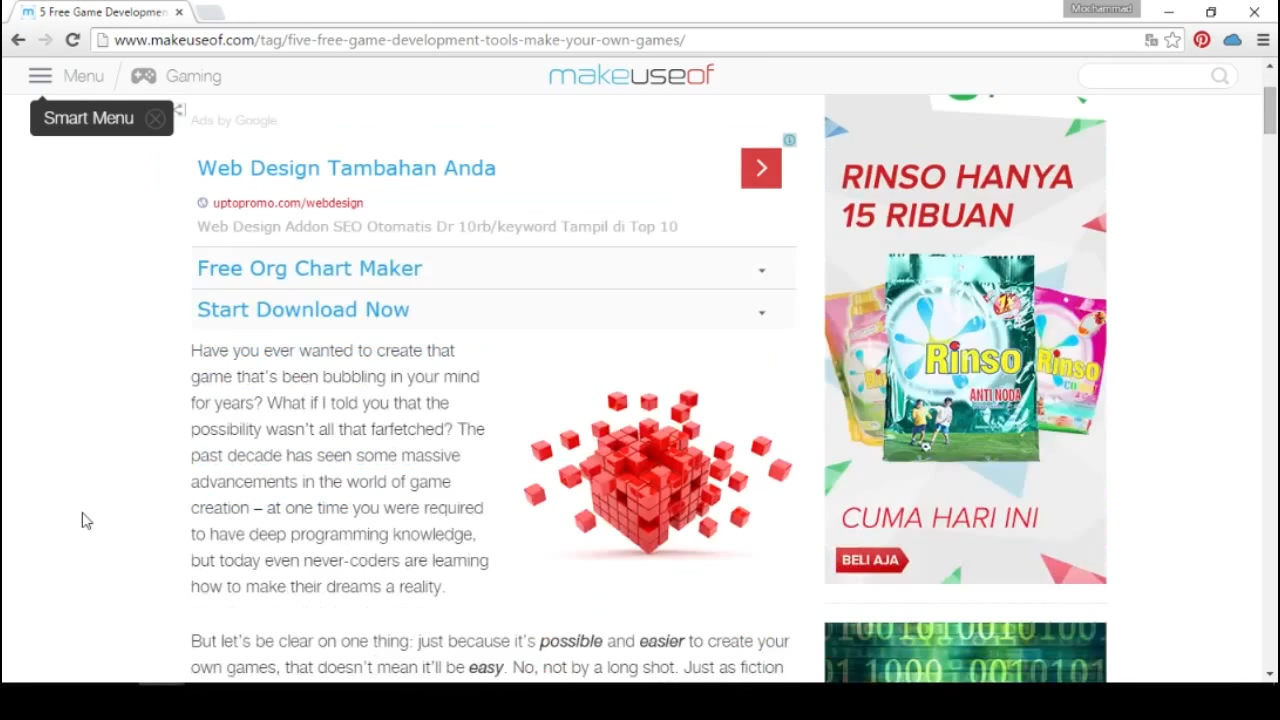 5 Free Game Developmen
Mochammad
www.makeuseof.com/tag/five-free-game-development-tools-make-your-own-games/
Menu
Gaming
makeuseof
Smart Menu
Ads by Google
Web Design Tambahan Anda
uptopromo.com/webdesign
Web Design Addon SEO Otomatis Dr 10rb/keyword Tampil di Top 10
Free Org Chart Maker
Start Download Now
Have you ever wanted to create that
game that's been bubbling in your mind
for years? What if I told you that the
possibility wasn't all that farfetched? The
past decade has seen some massive
advancements in the world of game
creation – at one time you were required
to have deep programming knowledge,
but today even never-coders are learning
how to make their dreams a reality.
But let's be clear on one thing: just because it's possible and easier to create your
own games, that doesn't mean it'll be easy. No, not by a long shot. Just as fiction
RINSO HANYA
15 RIBUAN
Rinso
ANTI NODA
Rinso
CUMA HARI INI
BELI AJA